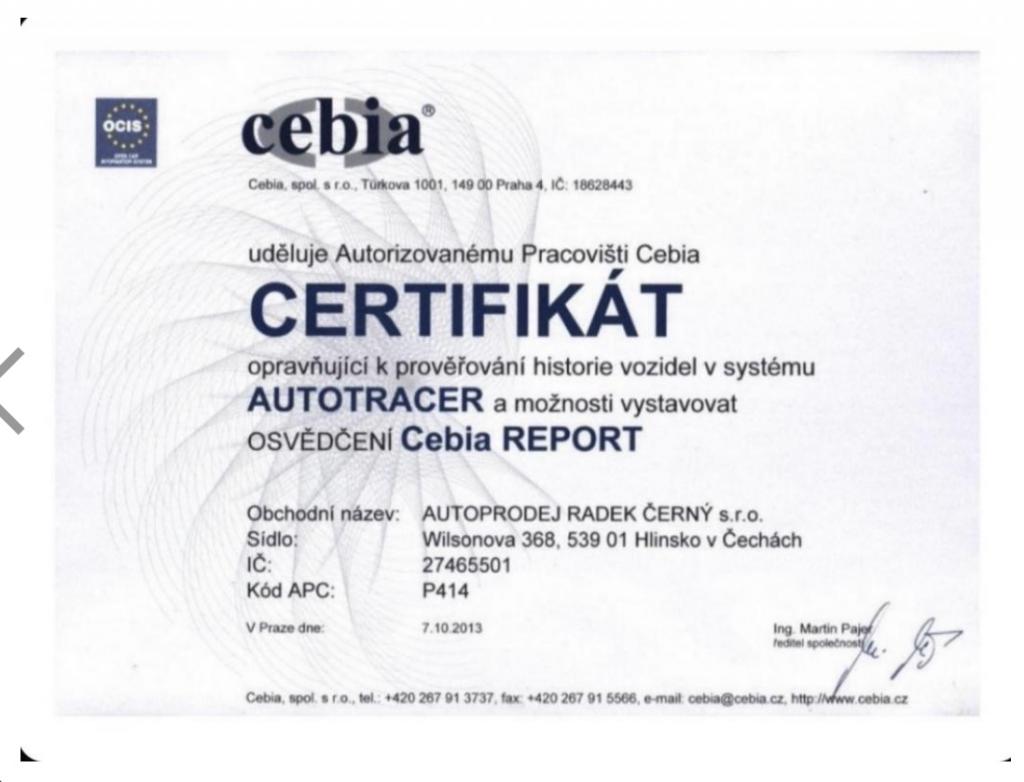 OCIS
cebia®
Cebia, spol. s r.o., Türkova 1001, 149 00 Praha 4, IČ: 18628443
uděluje Autorizovanému Pracovišti Cebia
CERTIFIKÁT
opravňující k prověřování historie vozidel v systému
AUTOTRACER a možnosti vystavovat
OSVĚDČENÍ Cebia REPORT
Obchodní název: AUTOPRODEJ RADEK ČERNÝ s.r.o.
Sídlo: Wilsonova 368, 539 01 Hlinsko v Čechách
IČ: 27465501
Kód APC: P414
V Praze dne: 7.10.2013
Ing. Martin Pajer
ředitel společnosti
Cebia, spol. s r.o., tel.: +420 267 91 3737, fax: +420 267 91 5566, e-mail: cebia@cebia.cz, http://www.cebia.cz